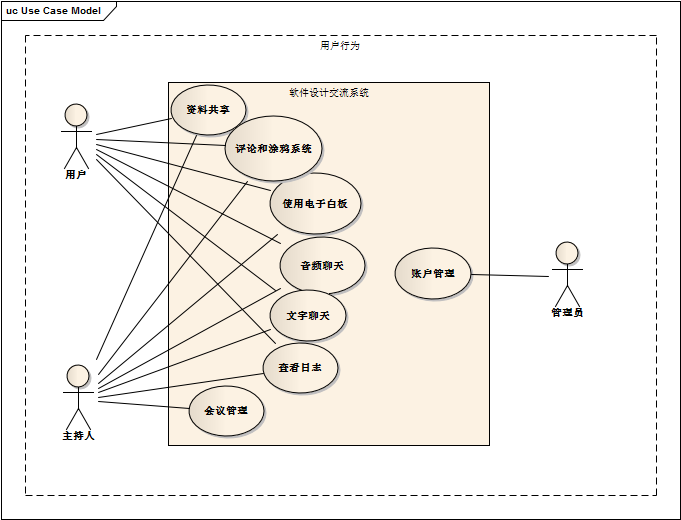 uc Use Case Model
用户行为
软件设计交流系统
资料共享
用户
评论和涂鸦系统
使用电子白板
音频聊天
账户管理
管理员
文字聊天
查看日志
主持人
会议管理